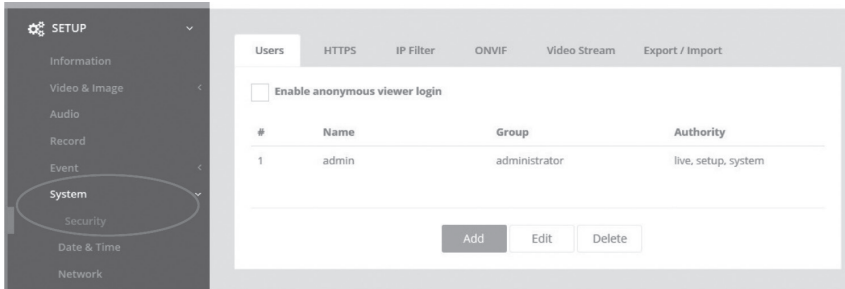 SETUP
Information
Video & Image
Audio
Record
Event
System
Security
Date & Time
Network
Users HTTPS IP Filter ONVIF Video Stream Export / Import
Enable anonymous viewer login
# Name Group Authority
1 admin administrator live, setup, system
Add Edit Delete